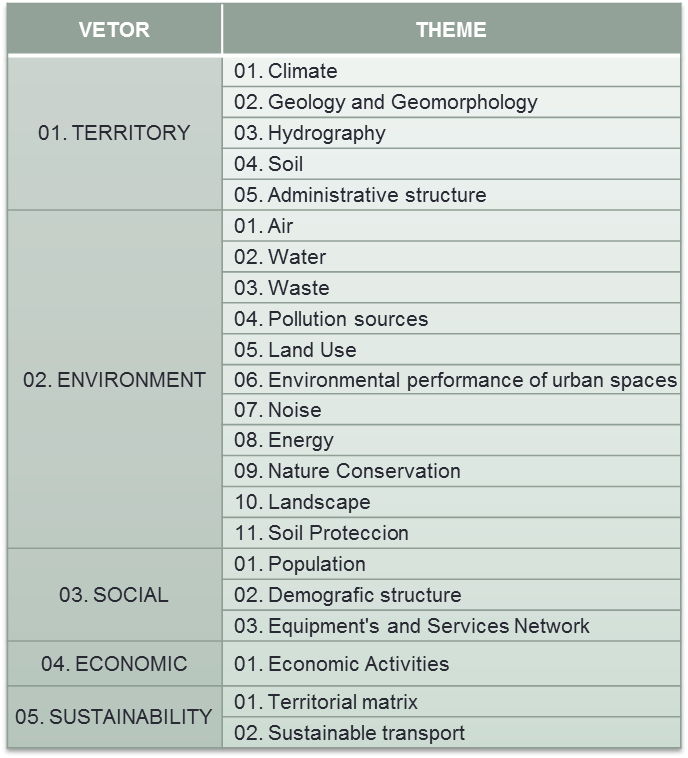 VETOR THEME
01. TERRITORY
01. Climate
02. Geology and Geomorphology
03. Hydrography
04. Soil
05. Administrative structure
02. ENVIRONMENT
01. Air
02. Water
03. Waste
04. Pollution sources
05. Land Use
06. Environmental performance of urban spaces
07. Noise
08. Energy
09. Nature Conservation
10. Landscape
11. Soil Proteccion
03. SOCIAL
01. Population
02. Demografic structure
03. Equipment's and Services Network
04. ECONOMIC
01. Economic Activities
05. SUSTAINABILITY
01. Territorial matrix
02. Sustainable transport